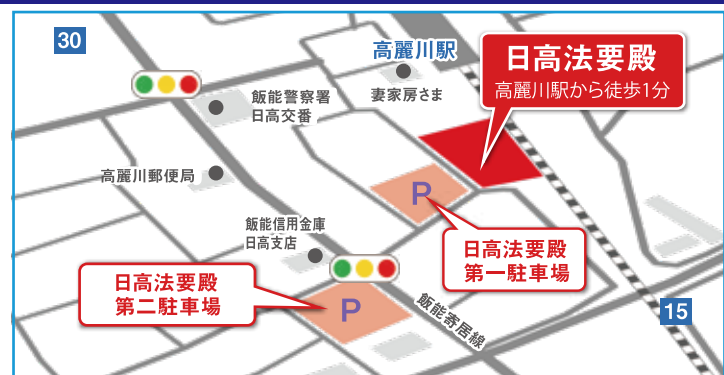 30
高麗川駅
妻家房さま
日高法要殿
高麗川駅から徒歩1分
飯能警察署
日高交番
高麗川郵便局
P
飯能信用金庫
日高支店
日高法要殿
第一駐車場
日高法要殿
第二駐車場
P
飯能寄居線
15